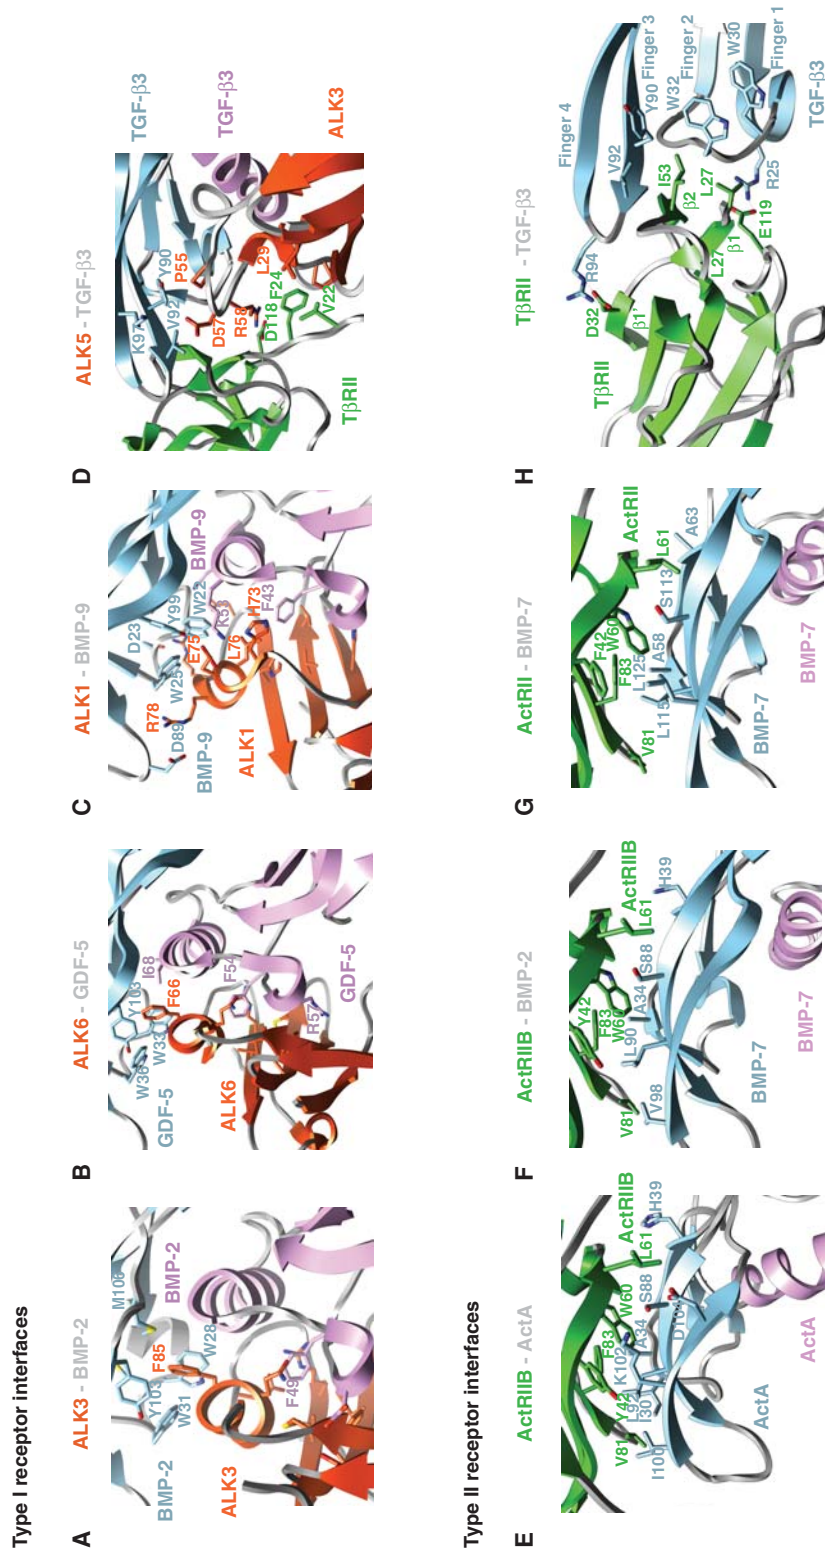 Type I receptor interfaces
A
ALK3 - BMP-2
BMP-2
M106
Y103
F85
BMP-2
W31
W28
ALK3
F49
B
ALK6 - GDF-5
W36
Y103
I68
GDF-5
W33
F66
F54
ALK6
R57
GDF-5
C
ALK1 - BMP-9
D23
R78
Y99
W25
E75
W22
BMP-9
D89
K53
BMP-9
L76
H73
F43
ALK1
D
ALK5 - TGF-β3
TGF-β3
K97
Y90
V92
P55
TGF-β3
D57
R58
L29
D118
F24
V22
TβRII
ALK3
Type II receptor interfaces
E
ActRIIB - ActA
ActRIIB
V81
Y42
F83
W60
L61
L92
K102
I30
A34
S88
H39
I100
ActA
ActA
F
ActRIIB - BMP-2
Y42
ActRIIB
V81
F83
W60
L61
L90
A34
S88
H39
V98
BMP-7
BMP-7
G
ActRII - BMP-7
F42
ActRII
V81
F83
W60
L61
L125
L115
A58
S113
A63
BMP-7
BMP-7
H
TβRII - TGF-β3
Finger 4
R94
V92
Y90
Finger 3
TβRII
D32
β1'
I53
β2
W32
Finger 2
L27
L27
β1
W30
E119
R25
Finger 1
TGF-β3